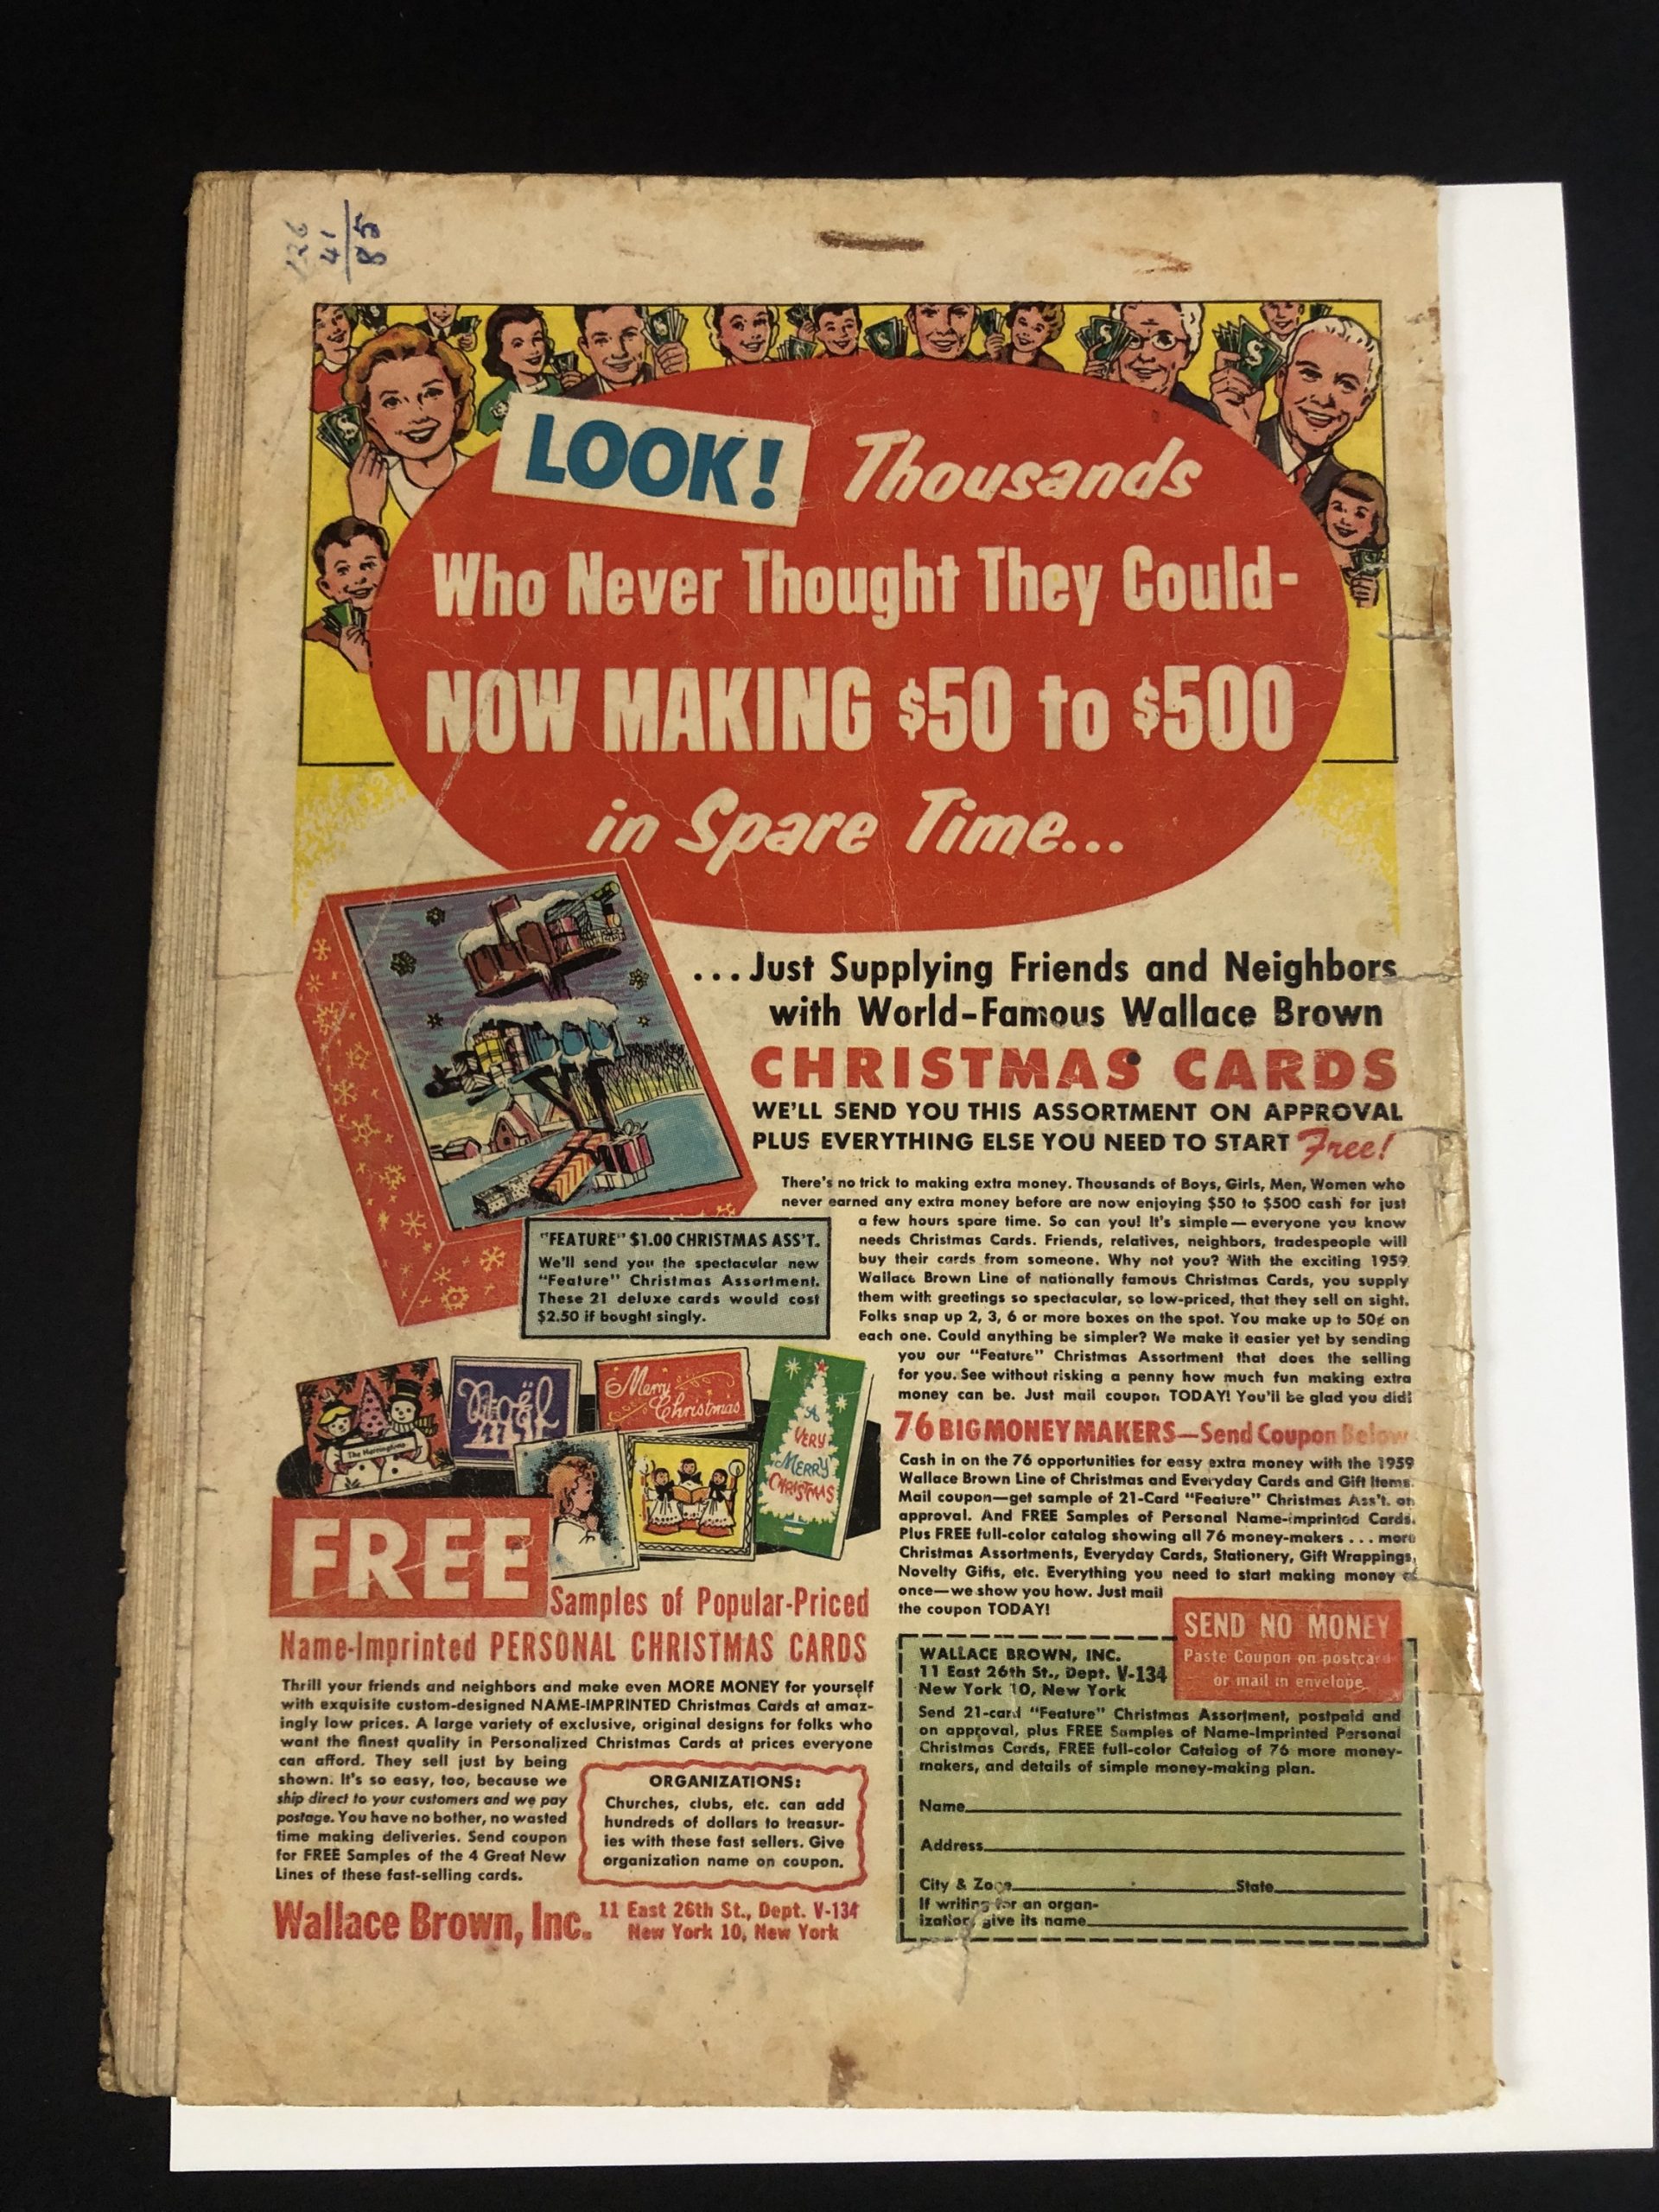 126
41
85
LOOK! Thousands
Who Never Thought They Could-
NOW MAKING $50 to $500
in Spare Time...
...Just Supplying Friends and Neighbors
with World-Famous Wallace Brown
CHRISTMAS CARDS
WE'LL SEND YOU THIS ASSORTMENT ON APPROVAL
PLUS EVERYTHING ELSE YOU NEED TO START Free!
There's no trick to making extra money. Thousands of Boys, Girls, Men, Women who
never earned any extra money before are now enjoying $50 to $500 cash for just
a few hours spare time. So can you! It's simple—everyone you know
needs Christmas Cards. Friends, relatives, neighbors, tradespeople will
buy their cards from someone. Why not you? With the exciting 1959
Wallace Brown Line of nationally famous Christmas Cards, you supply
them with greetings so spectacular, so low-priced, that they sell on sight.
Folks snap up 2, 3, 6 or more boxes on the spot. You make up to 50¢ on
each one. Could anything be simpler? We make it easier yet by sending
you our "Feature" Christmas Assortment that does the selling
for you. See without risking a penny how much fun making extra
money can be. Just mail coupon TODAY! You'll be glad you did!
"FEATURE" $1.00 CHRISTMAS ASS'T.
We'll send you the spectacular new
"Feature" Christmas Assortment.
These 21 deluxe cards would cost
$2.50 if bought singly.
The Harringtons
Noël
Merry
Christmas
A
VERY
MERRY
CHRISTMAS
FREE
Samples of Popular-Priced
Name-Imprinted PERSONAL CHRISTMAS CARDS
Thrill your friends and neighbors and make even MORE MONEY for yourself
with exquisite custom-designed NAME-IMPRINTED Christmas Cards at amaz-
ingly low prices. A large variety of exclusive, original designs for folks who
want the finest quality in Personalized Christmas Cards at prices everyone
can afford. They sell just by being
shown. It's so easy, too, because we
ship direct to your customers and we pay
postage. You have no bother, no wasted
time making deliveries. Send coupon
for FREE Samples of the 4 Great New
Lines of these fast-selling cards.
ORGANIZATIONS:
Churches, clubs, etc. can add
hundreds of dollars to treasur-
ies with these fast sellers. Give
organization name on coupon.
Wallace Brown, Inc. 11 East 26th St., Dept. V-134
New York 10, New York
76 BIG MONEY MAKERS—Send Coupon Below
Cash in on the 76 opportunities for easy extra money with the 1959
Wallace Brown Line of Christmas and Everyday Cards and Gift Items.
Mail coupon—get sample of 21-Card "Feature" Christmas Ass't. on
approval. And FREE Samples of Personal Name-imprinted Cards.
Plus FREE full-color catalog showing all 76 money-makers . . . more
Christmas Assortments, Everyday Cards, Stationery, Gift Wrappings,
Novelty Gifts, etc. Everything you need to start making money at
once—we show you how. Just mail
the coupon TODAY!
SEND NO MONEY
Paste Coupon on postcard
or mail in envelope
WALLACE BROWN, INC.
11 East 26th St., Dept. V-134
New York 10, New York
Send 21-card "Feature" Christmas Assortment, postpaid and
on approval, plus FREE Samples of Name-Imprinted Personal
Christmas Cards, FREE full-color Catalog of 76 more money-
makers, and details of simple money-making plan.
Name
Address
City & Zone State
If writing for an organ-
ization, give its name